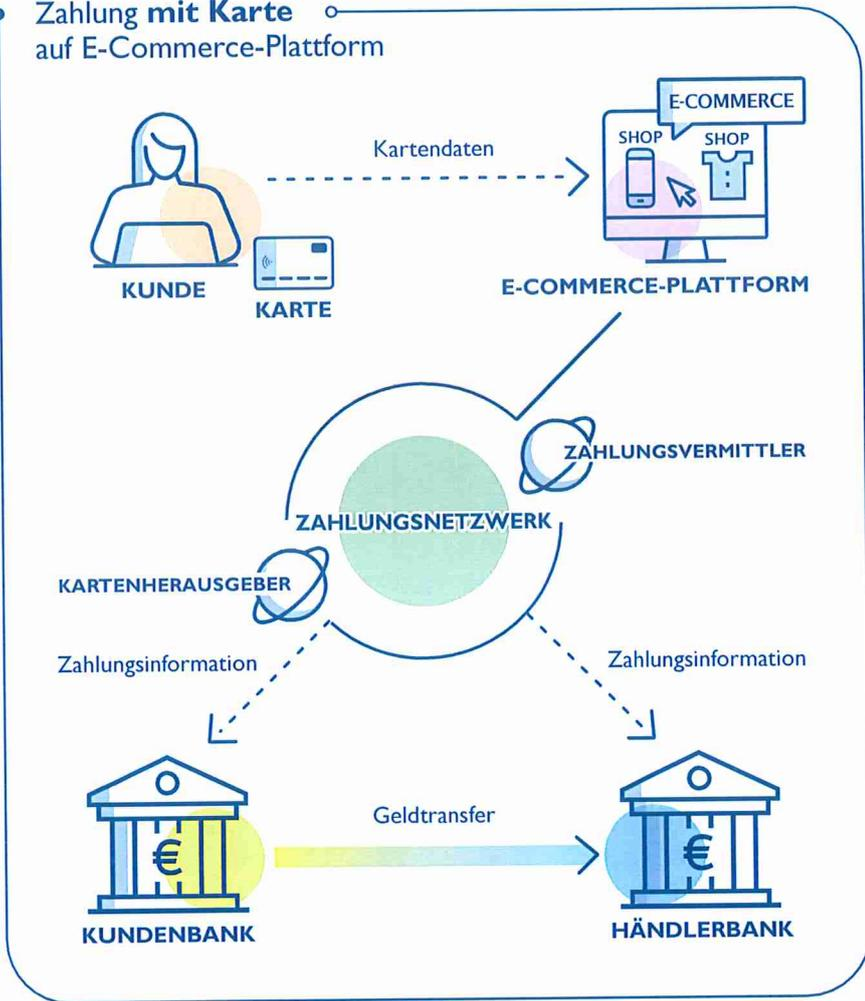 Zahlung mit Karte
auf E-Commerce-Plattform
E-COMMERCE
SHOP
SHOP
Kartendaten
KUNDE
KARTE
E-COMMERCE-PLATTFORM
ZAHLUNGSVERMITTLER
ZAHLUNGSNETZWERK
KARTENHERAUSGEBER
Zahlungsinformation
Zahlungsinformation
Geldtransfer
€
€
KUNDENBANK
HÄNDLERBANK